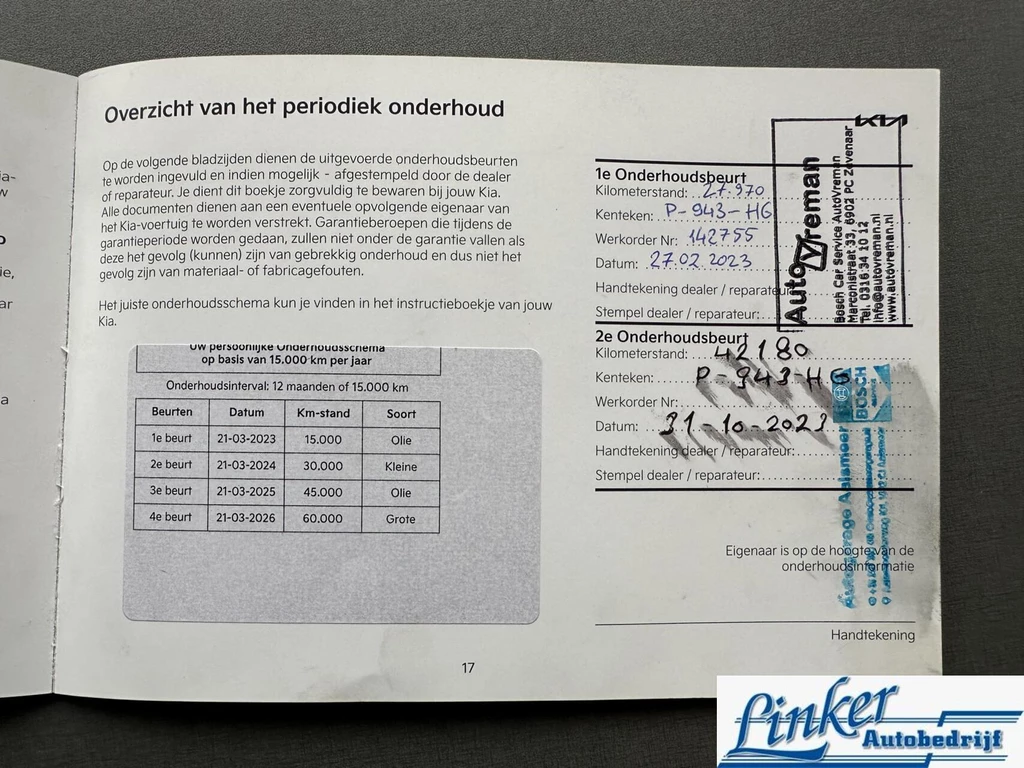 ia-
w
o
ie,
ar
a
Overzicht van het periodiek onderhoud
Op de volgende bladzijden dienen de uitgevoerde onderhoudsbeurten
te worden ingevuld en indien mogelijk - afgestempeld door de dealer
of reparateur. Je dient dit boekje zorgvuldig te bewaren bij jouw Kia.
Alle documenten dienen aan een eventuele opvolgende eigenaar van
het Kia-voertuig te worden verstrekt. Garantieberoepen die tijdens de
garantieperiode worden gedaan, zullen niet onder de garantie vallen als
deze het gevolg (kunnen) zijn van gebrekkig onderhoud en dus niet het
gevolg zijn van materiaal- of fabricagefouten.
Het juiste onderhoudsschema kun je vinden in het instructieboekje van jouw
Kia.
Uw persoonlijke Onderhoudsschema
op basis van 15.000 km per jaar
Onderhoudsinterval: 12 maanden of 15.000 km
Beurten Datum Km-stand Soort
1e beurt 21-03-2023 15.000 Olie
2e beurt 21-03-2024 30.000 Kleine
3e beurt 21-03-2025 45.000 Olie
4e beurt 21-03-2026 60.000 Grote
KIA
1e Onderhoudsbeurt
Kilometerstand: 27.970
Kenteken: P-943-HG
Werkorder Nr: 142755
Datum: 27.02.2023
Handtekening dealer / reparateur
Stempel dealer / reparateur:
AutoVreman
Bosch Car Service AutoVreman
Marconistraat 33, 6902 PC Zevenaar
Tel. 0316 34 10 12
info@autovreman.nl
www.autovreman.nl
2e Onderhoudsbeurt
Kilometerstand: 42180
Kenteken: P-943-HG
Werkorder Nr:
Datum: 31-10-2023
Handtekening dealer / reparateur:
Stempel dealer / reparateur:
BOSCH
Aalsmeer
Eigenaar is op de hoogte van de
onderhoudsinformatie
Handtekening
17
Linker
Autobedrijf